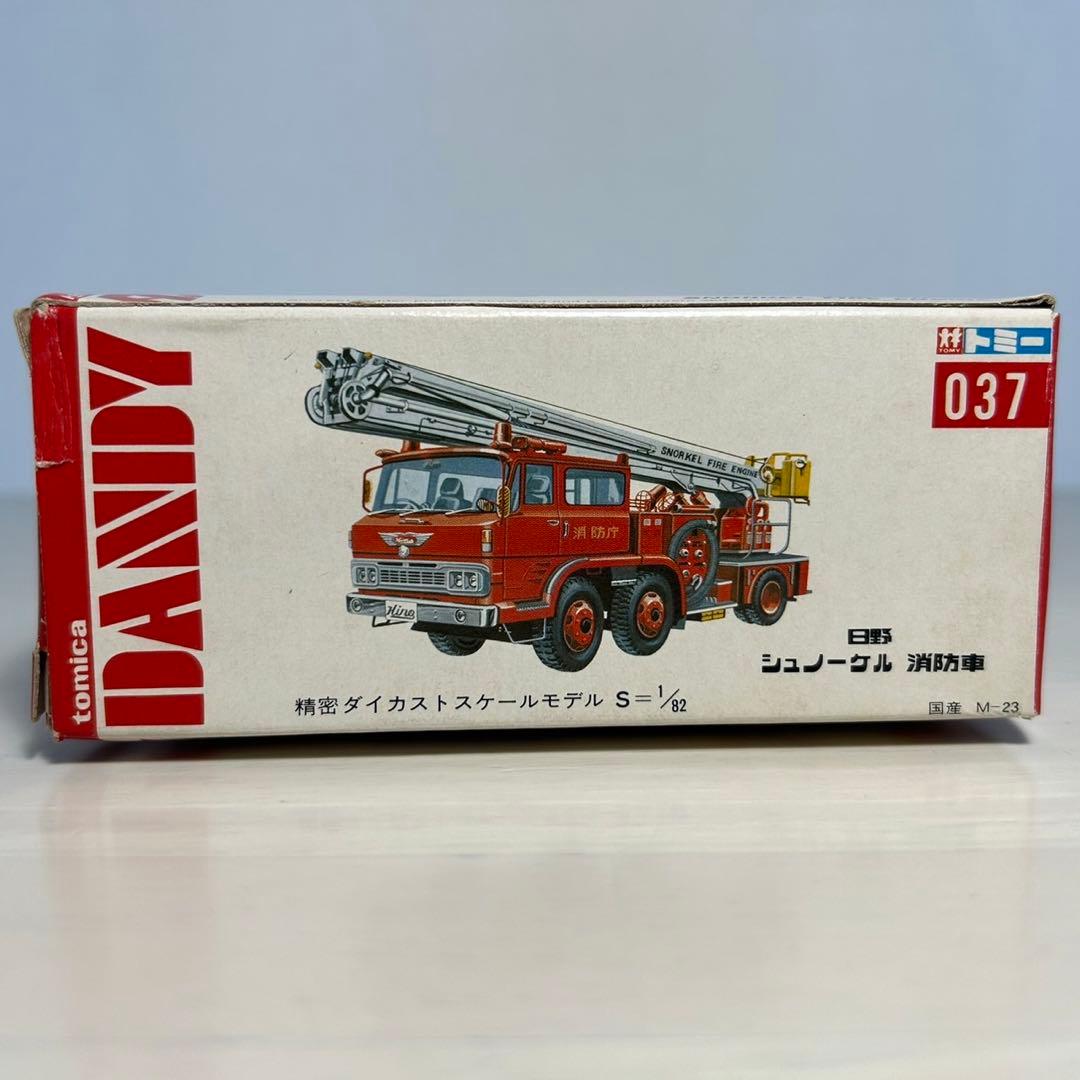 tomica
DANDY
TOMY
トミー
037
SNORKEL FIRE ENGINE
消防庁
Hino
日野
シュノーケル 消防車
精密ダイカストスケールモデル S=1/82
国産 M-23